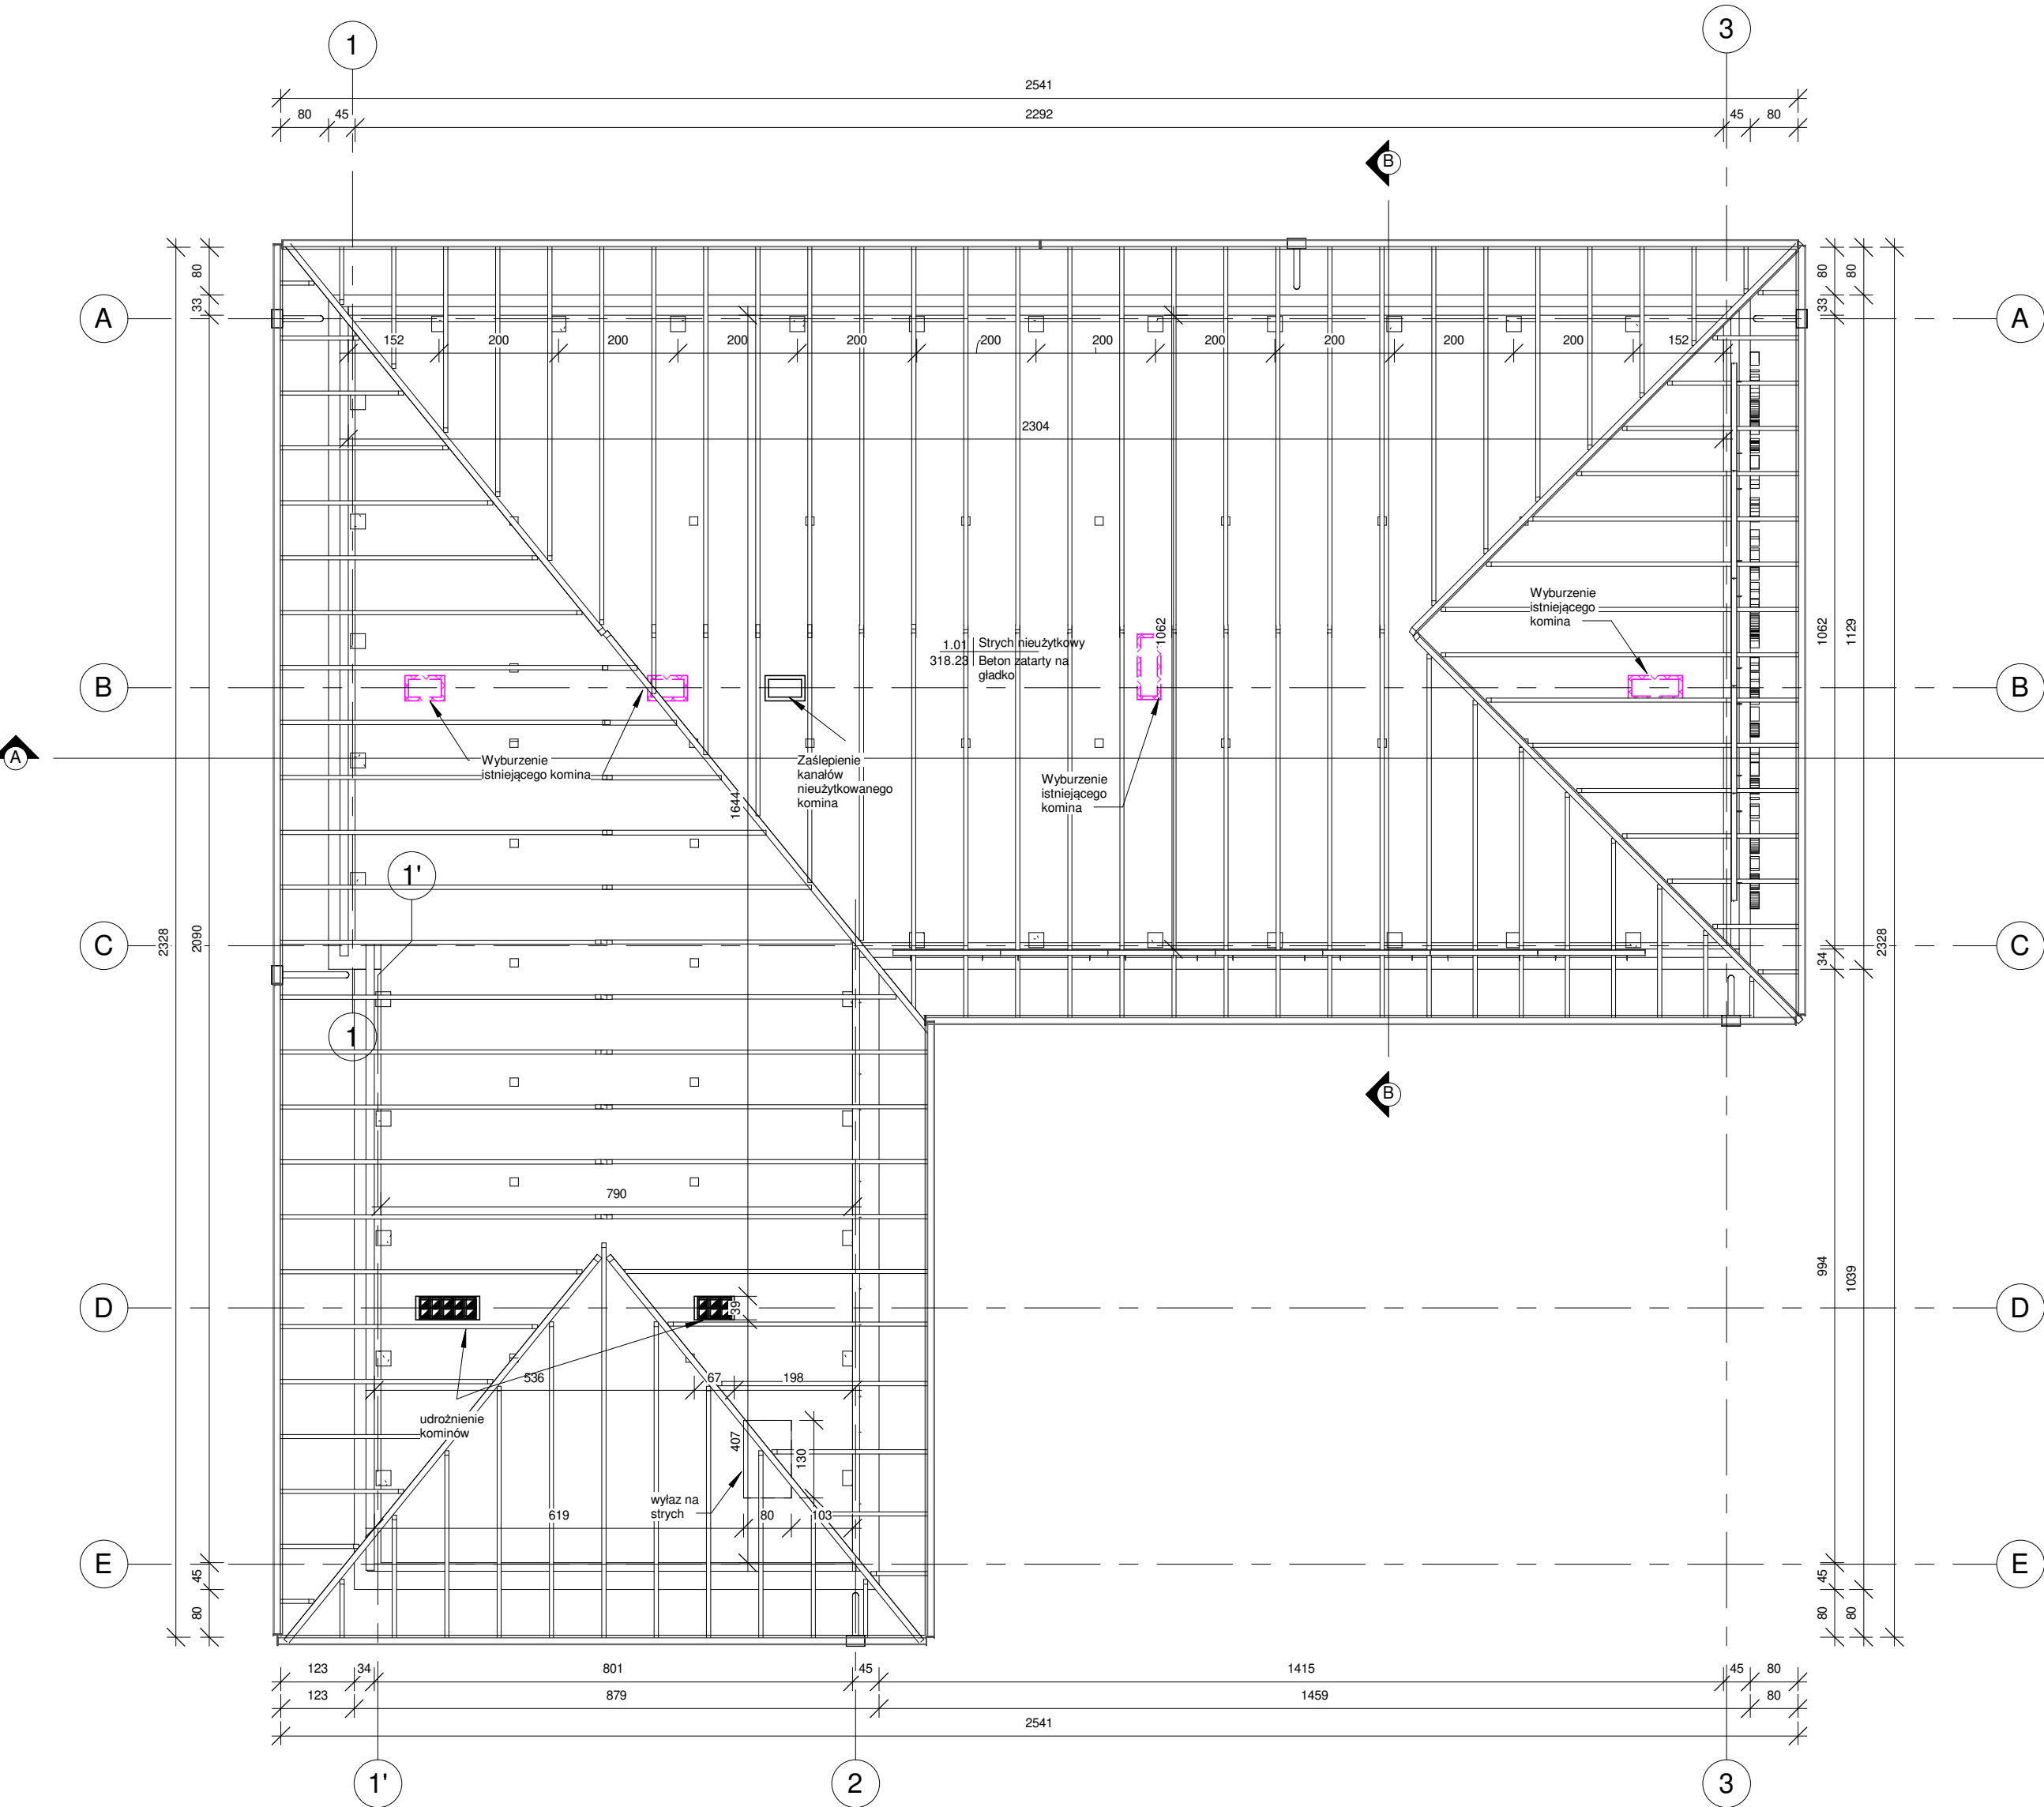 1
3
2541
80
45
2292
45
80
B
80
33
80
33
80
A
A
152
200
200
200
200
200
200
200
200
200
200
152
2304
Wyburzenie
istniejącego
komina
1.01
Strych nieużytkowy
318.23
Beton zatarty na
gładko
1062
1062
1129
B
B
A
Wyburzenie
istniejącego komina
Zaślepienie
kanałów
nieużytkowanego
komina
Wyburzenie
istniejącego
komina
1644
1'
2328
2090
C
C
34
2328
1
B
790
994
1039
D
D
39
536
67
198
udrożnienie
kominów
407
130
wyłaz na
strych
619
80
103
E
E
45
80
45
80
80
123
34
801
45
1415
45
80
123
879
1459
80
2541
1'
2
3